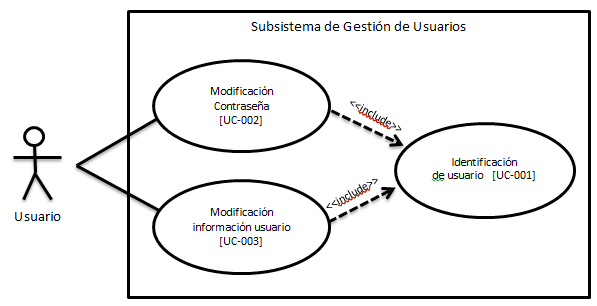 Subsistema de Gestión de Usuarios
Modificación
Contraseña
[UC-002]
<<include>>
Identificación
de usuario [UC-001]
<<include>>
Modificación
información usuario
[UC-003]
Usuario